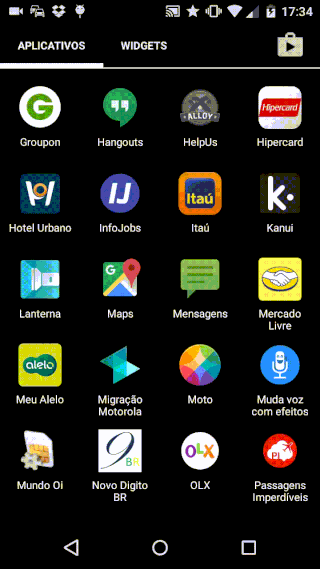 17:34
APLICATIVOS WIDGETS
G
ALLOY
Hipercard
Groupon Hangouts HelpUs Hipercard
H IJ Itaú k
Hotel Urbano InfoJobs Itaú Kanui
G
Lanterna Maps Mensagens Mercado
Livre
alelo
Meu Alelo Migração Moto Muda voz
Motorola com efeitos
9 BR OLX PI
Mundo Oi Novo Digito OLX Passagens
BR Imperdíveis